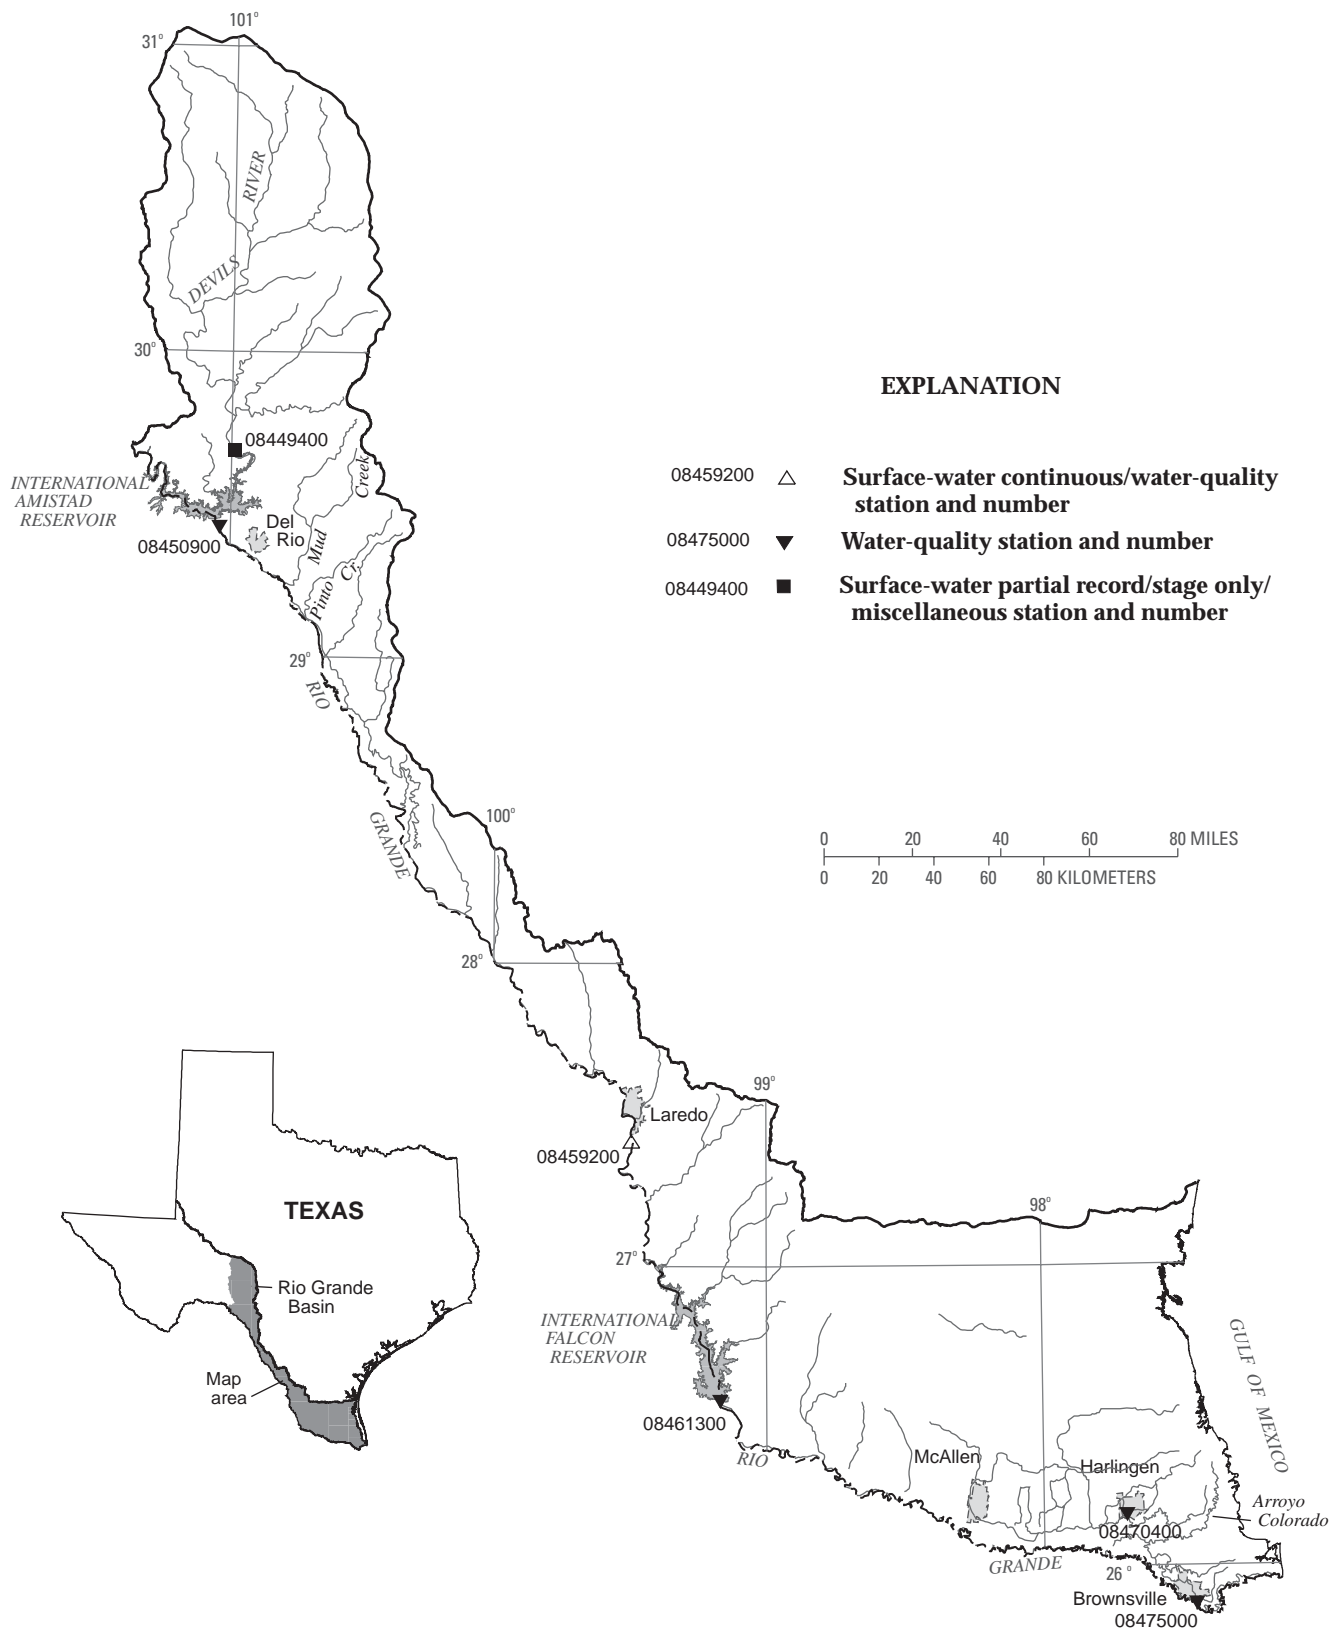 101°
31°
RIVER
DEVILS
30°
08449400
INTERNATIONAL
AMISTAD
RESERVOIR
Creek
Del
Rio
Mud
08450900
Pinto Cr.
29°
RIO
GRANDE
100°
28°
EXPLANATION
08459200 Surface-water continuous/water-quality
station and number
08475000 Water-quality station and number
08449400 Surface-water partial record/stage only/
miscellaneous station and number
0 20 40 60 80 MILES
0 20 40 60 80 KILOMETERS
99°
Laredo
08459200
98°
27°
TEXAS
Rio Grande
Basin
Map
area
INTERNATIONAL
FALCON
RESERVOIR
08461300
GULF OF MEXICO
RIO
McAllen
Harlingen
Arroyo
Colorado
08470400
GRANDE
26°
Brownsville
08475000